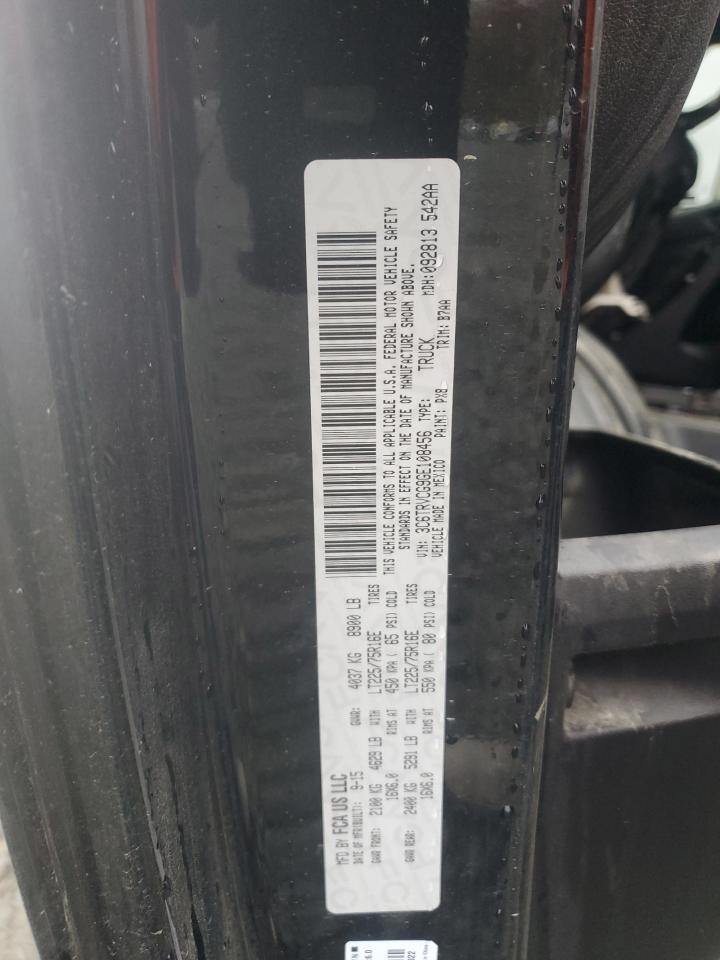 MFD BY FCA US LLC
DATE OF MFR(BUILT): 9-15 GVWR: 4037 KG 8900 LB
GAWR FRONT: 2100 KG 4629 LB WITH LT225/75R16E TIRES
16X6.0 RIMS AT 450 KPA ( 65 PSI) COLD
GAWR REAR: 2400 KG 5291 LB WITH LT225/75R16E TIRES
16X6.0 RIMS AT 550 KPA ( 80 PSI) COLD
THIS VEHICLE CONFORMS TO ALL APPLICABLE U.S.A. FEDERAL MOTOR VEHICLE SAFETY
STANDARDS IN EFFECT ON THE DATE OF MANUFACTURE SHOWN ABOVE.
VIN: 3C6TRVCG9GE108456 TYPE: TRUCK MDH:092813 542AA
VEHICLE MADE IN MEXICO PAINT: PX8 TRIM: B7AA